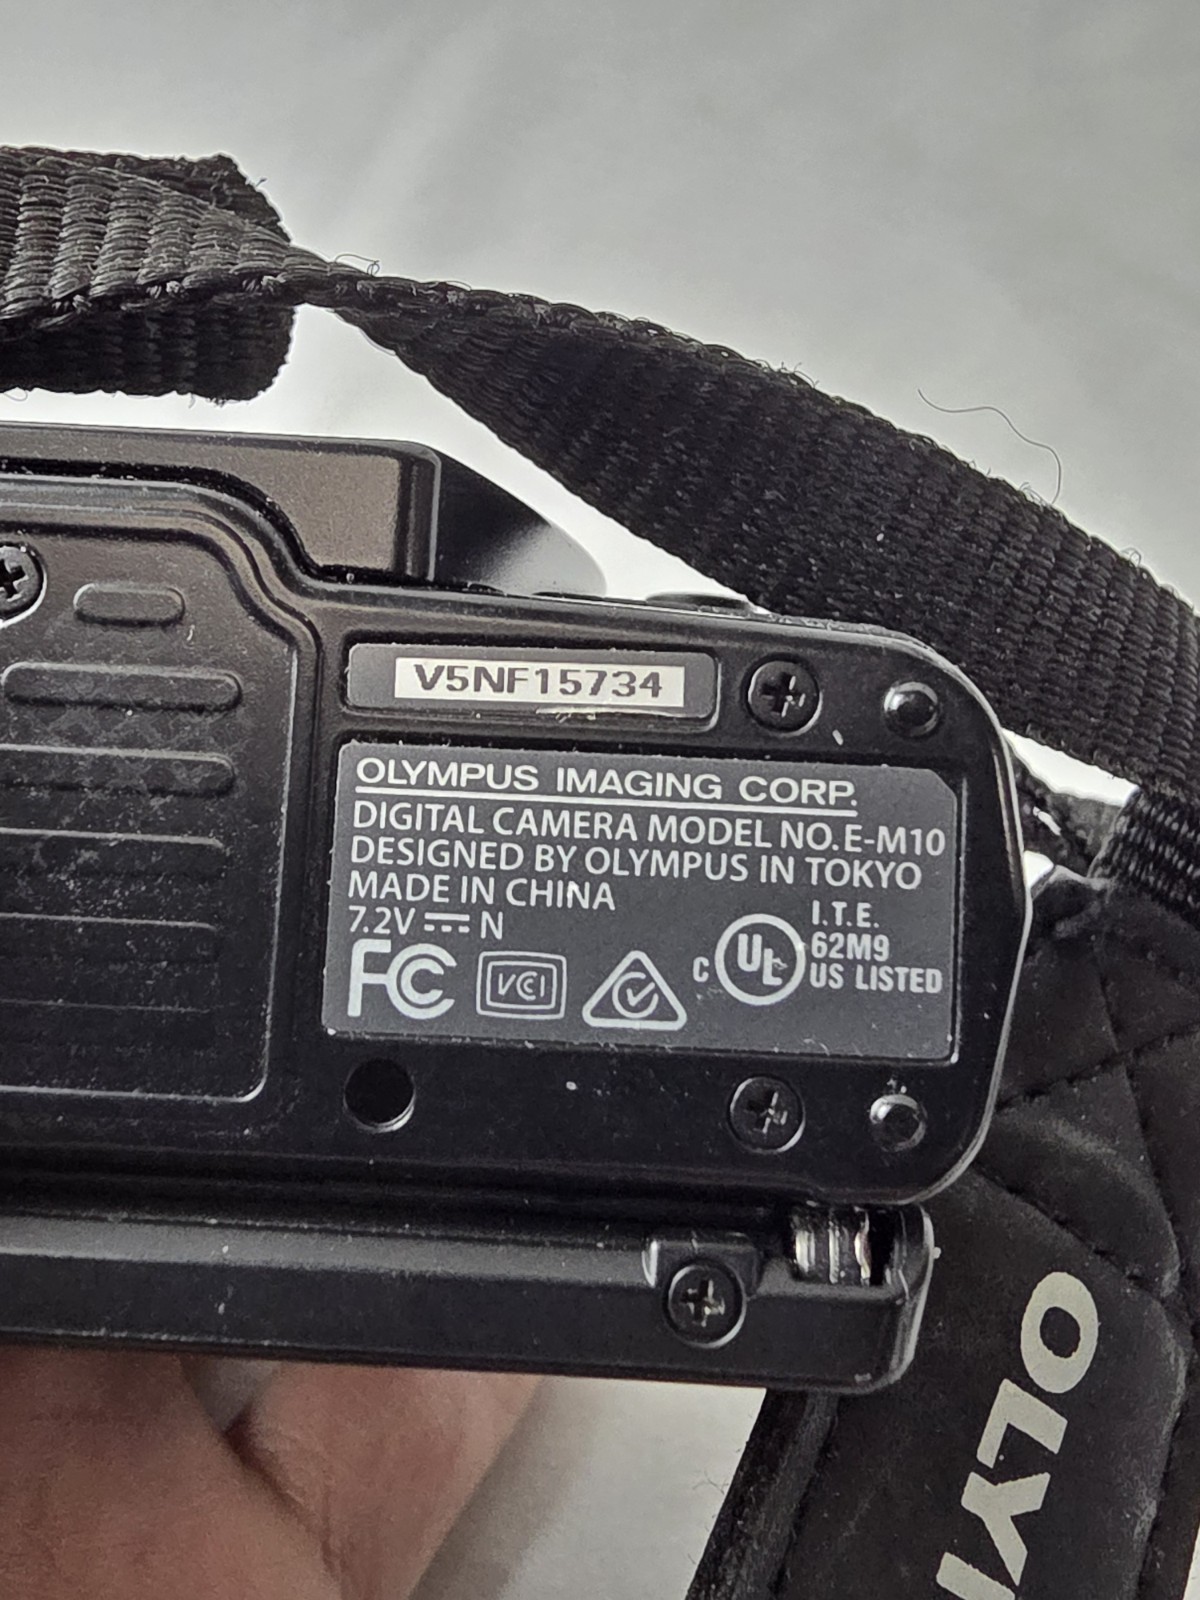 V5NF15734
OLYMPUS IMAGING CORP.
DIGITAL CAMERA MODEL NO.E-M10
DESIGNED BY OLYMPUS IN TOKYO
MADE IN CHINA
7.2V ⎓ N
FC VCI C UL I.T.E.
62M9
US LISTED
OLY